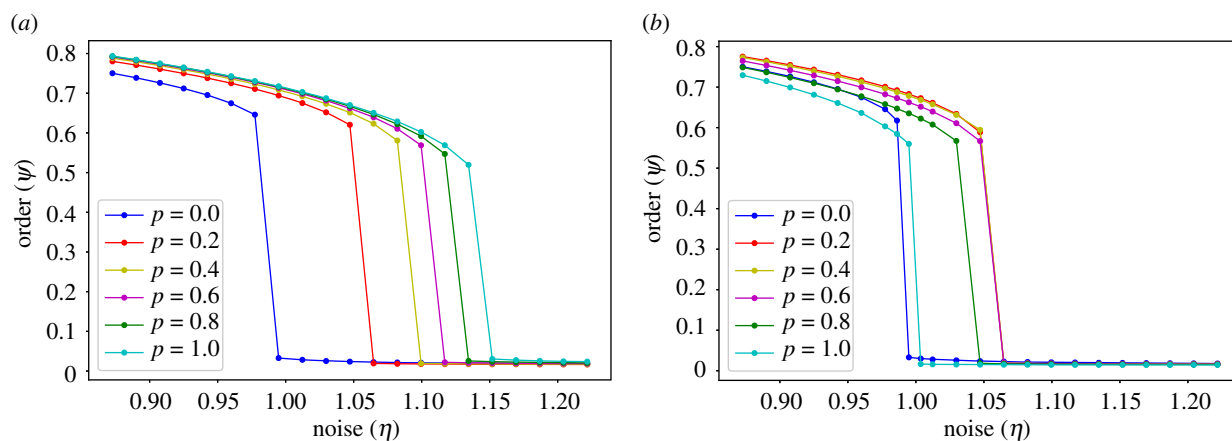 (a)
0.8
0.7
0.6
0.5
0.4
0.3
0.2
0.1
0
order (ψ)
p = 0.0
p = 0.2
p = 0.4
p = 0.6
p = 0.8
p = 1.0
0.90 0.95 1.00 1.05 1.10 1.15 1.20
noise (η)
(b)
0.8
0.7
0.6
0.5
0.4
0.3
0.2
0.1
0
order (ψ)
p = 0.0
p = 0.2
p = 0.4
p = 0.6
p = 0.8
p = 1.0
0.90 0.95 1.00 1.05 1.10 1.15 1.20
noise (η)